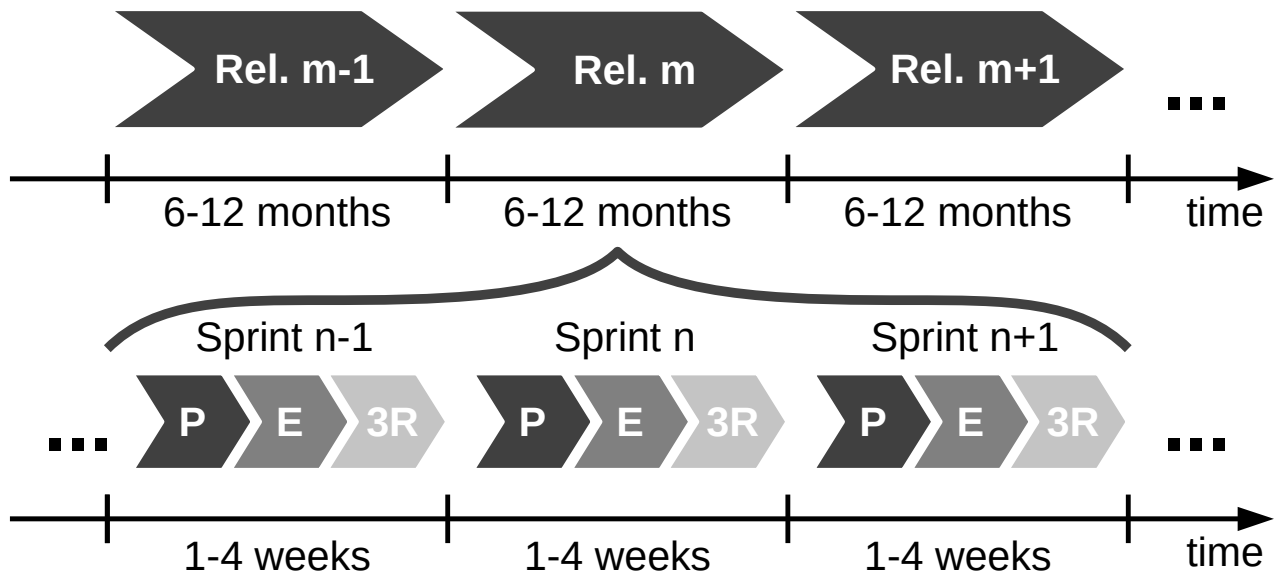 Rel. m-1 Rel. m Rel. m+1 ...
6-12 months 6-12 months 6-12 months time
Sprint n-1 Sprint n Sprint n+1
... P E 3R P E 3R P E 3R ...
1-4 weeks 1-4 weeks 1-4 weeks time